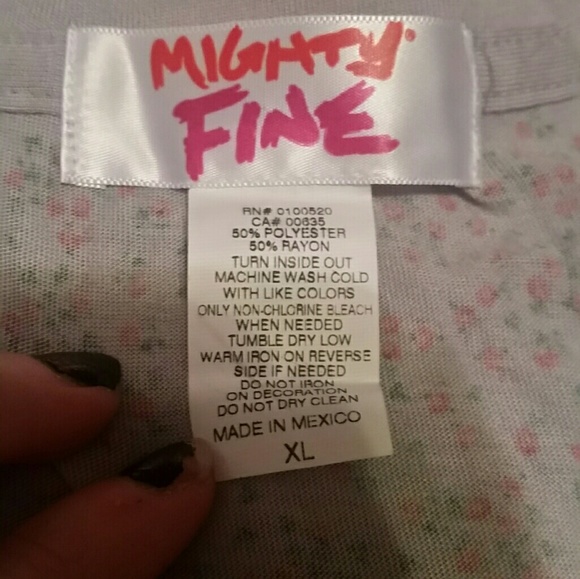 MIGHTY
FINE
RN# 0100520
CA# 00635
50% POLYESTER
50% RAYON
TURN INSIDE OUT
MACHINE WASH COLD
WITH LIKE COLORS
ONLY NON-CHLORINE BLEACH
WHEN NEEDED
TUMBLE DRY LOW
WARM IRON ON REVERSE
SIDE IF NEEDED
DO NOT IRON
ON DECORATION
DO NOT DRY CLEAN
MADE IN MEXICO
XL